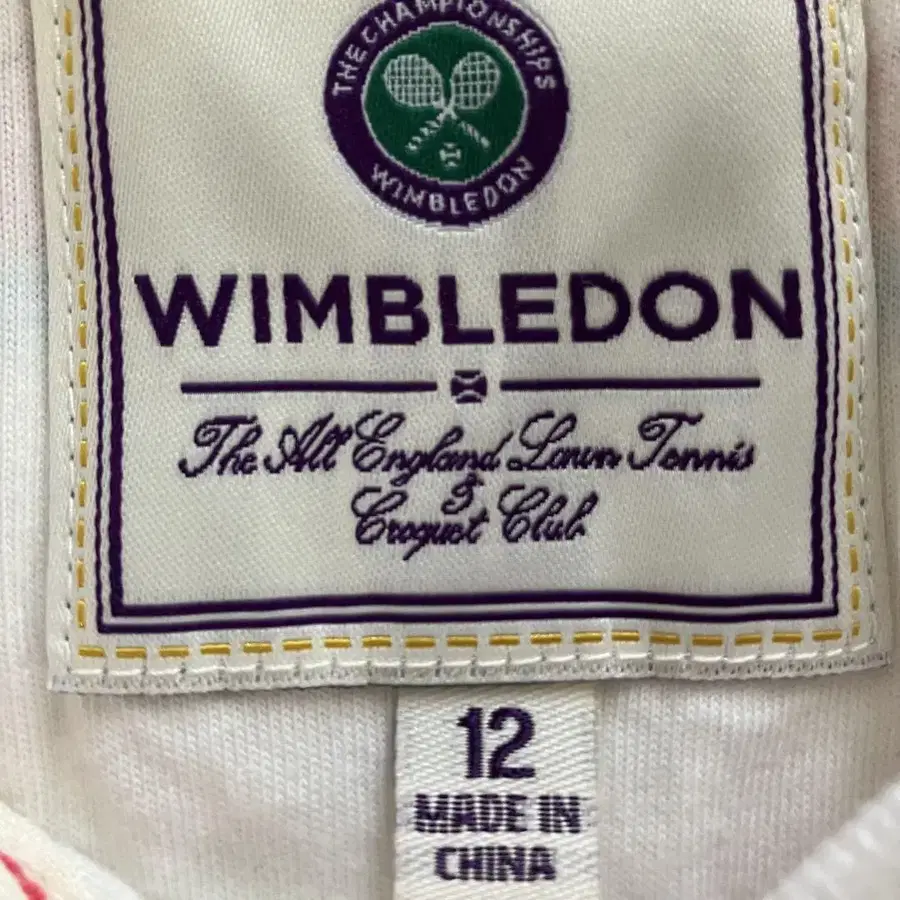 THE CHAMPIONSHIPS
WIMBLEDON
WIMBLEDON
The All England Lawn Tennis
&
Croquet Club
12
MADE IN
CHINA